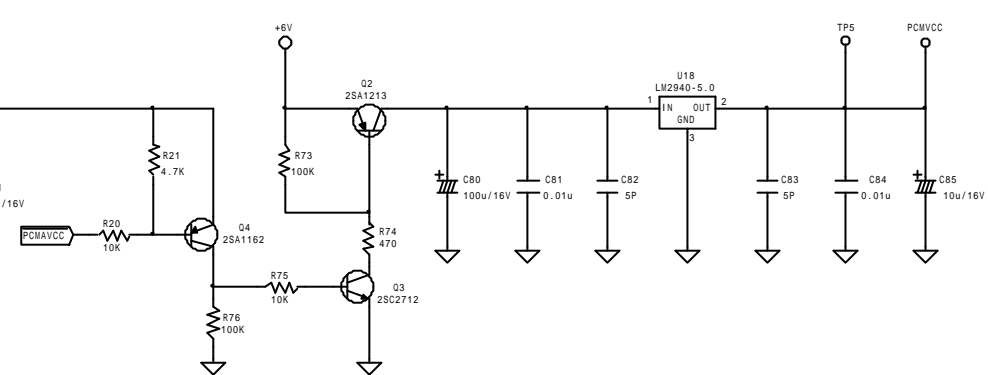 +6V
TP5
PCMVCC
Q2
2SA1213
U18
LM2940-5.0
1
IN
OUT
2
GND
3
R21
4.7K
R73
100K
C80
100u/16V
C81
0.01u
C82
5P
C83
5P
C84
0.01u
C85
10u/16V
/16V
PCMAVCC
R20
10K
Q4
2SA1162
R74
470
R75
10K
Q3
2SC2712
R76
100K